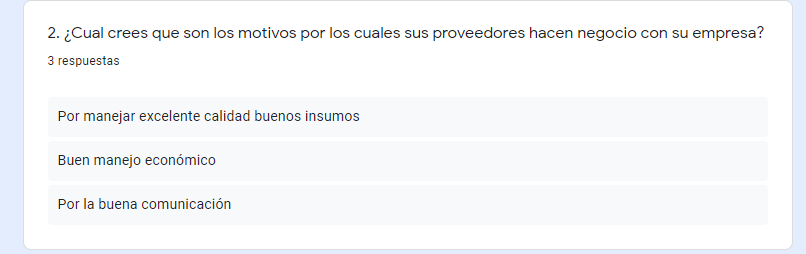 2. ¿Cual crees que son los motivos por los cuales sus proveedores hacen negocio con su empresa?
3 respuestas
Por manejar excelente calidad buenos insumos
Buen manejo económico
Por la buena comunicación